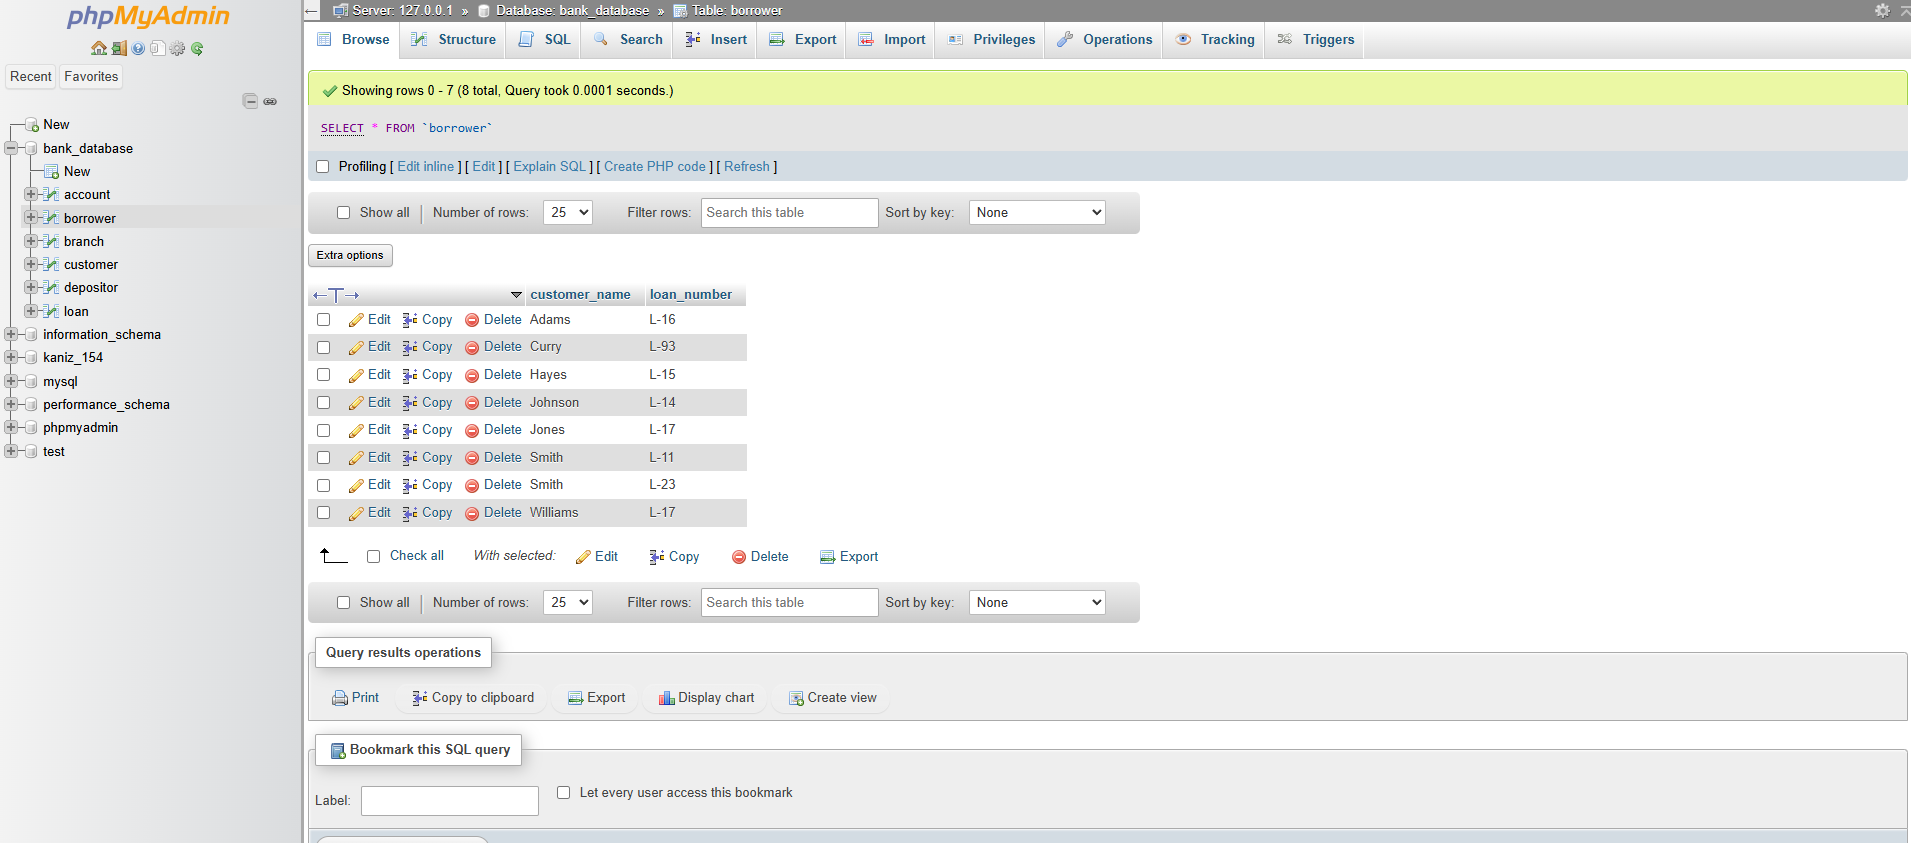 phpMyAdmin
Recent Favorites
New
bank_database
New
account
borrower
branch
customer
depositor
loan
information_schema
kaniz_154
mysql
performance_schema
phpmyadmin
test
Server: 127.0.0.1 » Database: bank_database » Table: borrower
Browse Structure SQL Search Insert Export Import Privileges Operations Tracking Triggers
Showing rows 0 - 7 (8 total, Query took 0.0001 seconds.)
SELECT * FROM `borrower`
Profiling [ Edit inline ] [ Edit ] [ Explain SQL ] [ Create PHP code ] [ Refresh ]
Show all Number of rows: 25 Filter rows: Search this table Sort by key: None
Extra options
customer_name loan_number
Edit Copy Delete Adams L-16
Edit Copy Delete Curry L-93
Edit Copy Delete Hayes L-15
Edit Copy Delete Johnson L-14
Edit Copy Delete Jones L-17
Edit Copy Delete Smith L-11
Edit Copy Delete Smith L-23
Edit Copy Delete Williams L-17
Check all With selected: Edit Copy Delete Export
Show all Number of rows: 25 Filter rows: Search this table Sort by key: None
Query results operations
Print Copy to clipboard Export Display chart Create view
Bookmark this SQL query
Label: Let every user access this bookmark